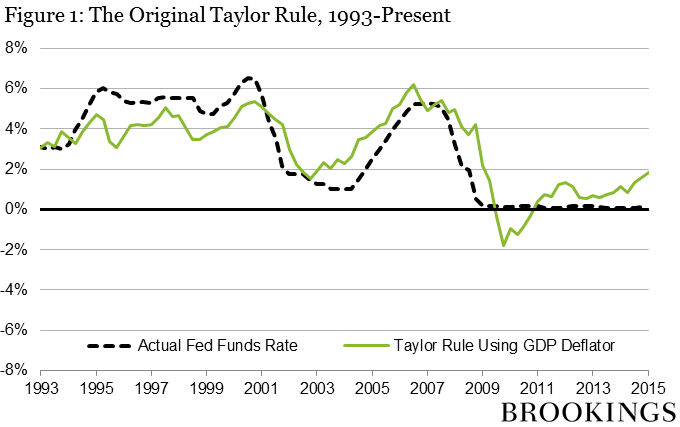 Figure 1: The Original Taylor Rule, 1993-Present
8%
6%
4%
2%
0%
-2%
-4%
-6%
-8%
Actual Fed Funds Rate Taylor Rule Using GDP Deflator
1993 1995 1997 1999 2001 2003 2005 2007 2009 2011 2013 2015
BROOKINGS